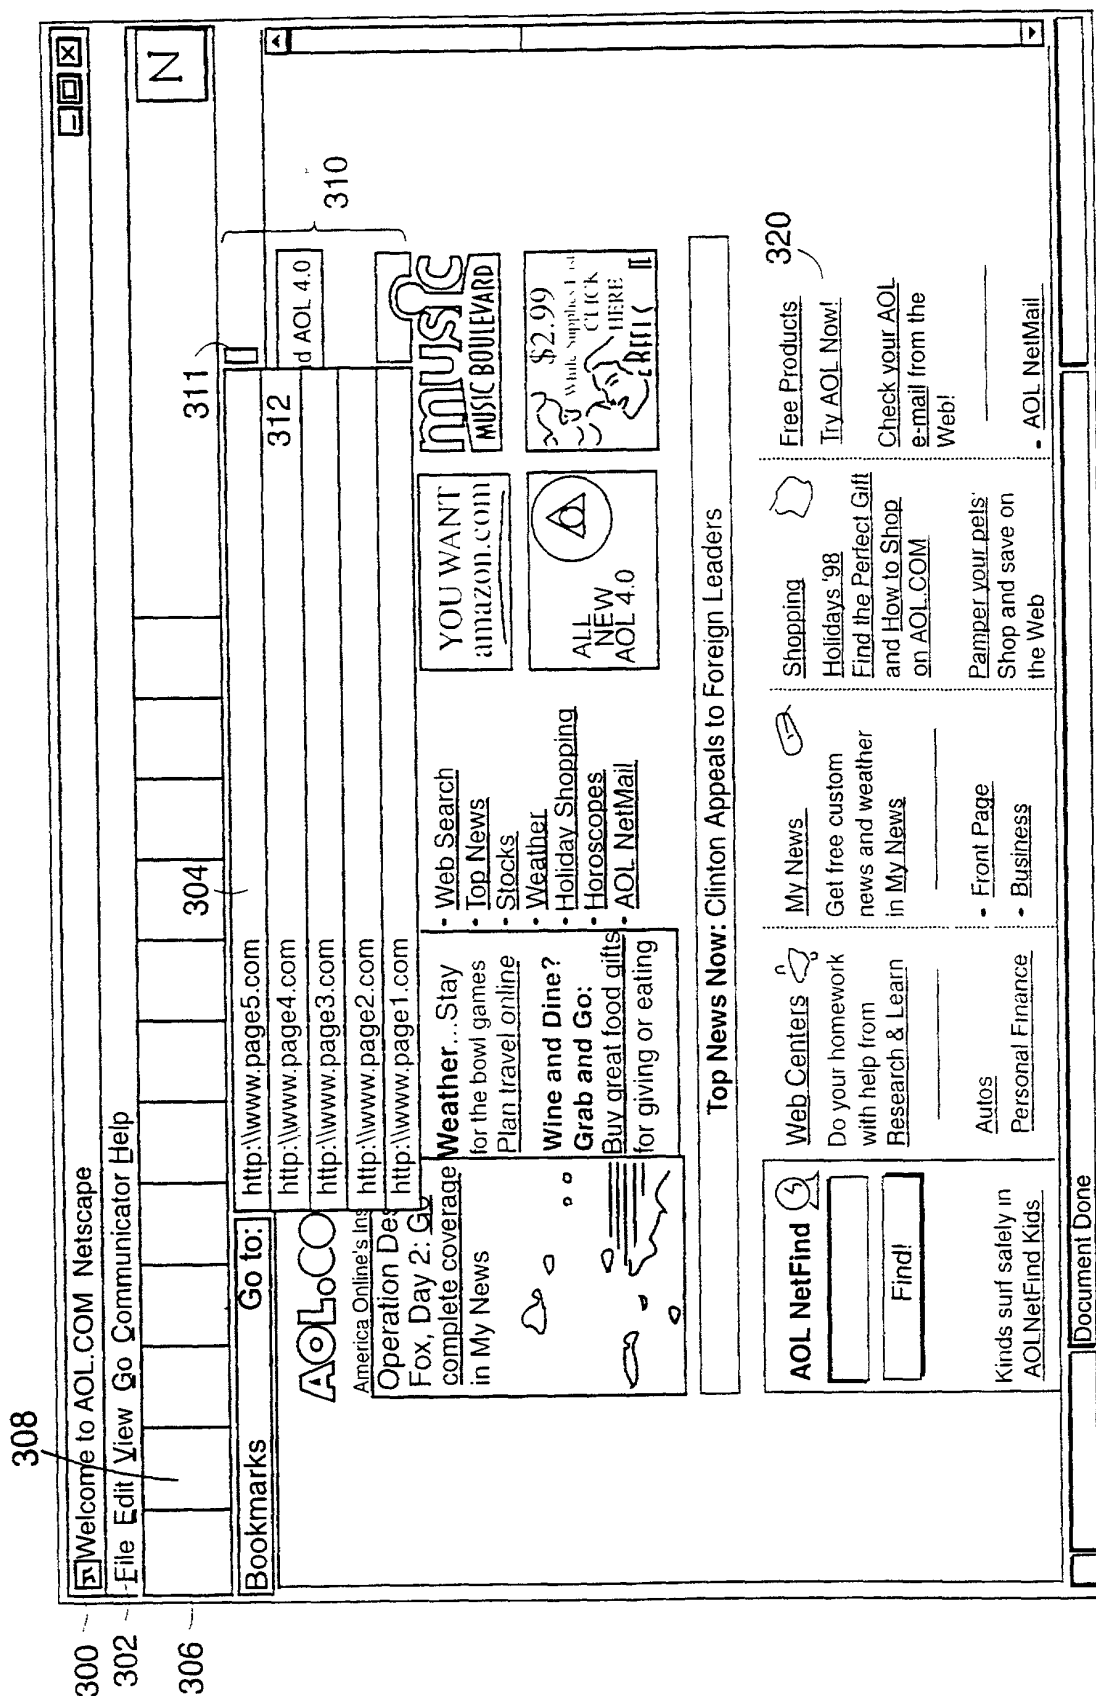 308
300
Welcome to AOL.COM Netscape
302
File Edit View Go Communicator Help
306
N
304
311
310
Bookmarks
Go to:
http:\\www.page5.com
http:\\www.page4.com
312
http:\\www.page3.com
http:\\www.page2.com
http:\\www.page1.com
d AOL 4.0
AOL.CO
America Online's Ins
Operation Des
Fox, Day 2: Go
complete coverage
in My News
Weather...Stay
for the bowl games
Plan travel online
Wine and Dine?
Grab and Go:
Buy great food gifts
for giving or eating
• Web Search
• Top News
• Stocks
• Weather
• Holiday Shopping
• Horoscopes
• AOL NetMail
YOU WANT
amazon.com
music
MUSIC BOULEVARD
ALL
NEW
AOL 4.0
$2.99
While Supplies Last
CLICK
HERE
Top News Now: Clinton Appeals to Foreign Leaders
AOL NetFind
Find!
Kinds surf safely in
AOLNetFind Kids
Web Centers
Do your homework
with help from
Research & Learn
Autos
Personal Finance
My News
Get free custom
news and weather
in My News
• Front Page
• Business
Shopping
Holidays '98
Find the Perfect Gift
and How to Shop
on AOL.COM
Pamper your pets:
Shop and save on
the Web
320
Free Products
Try AOL Now!
Check your AOL
e-mail from the
Web!
• AOL NetMail
Document Done